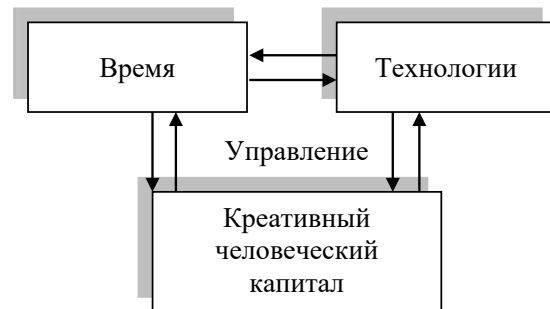 Время
Технологии
Управление
Креативный
человеческий
капитал